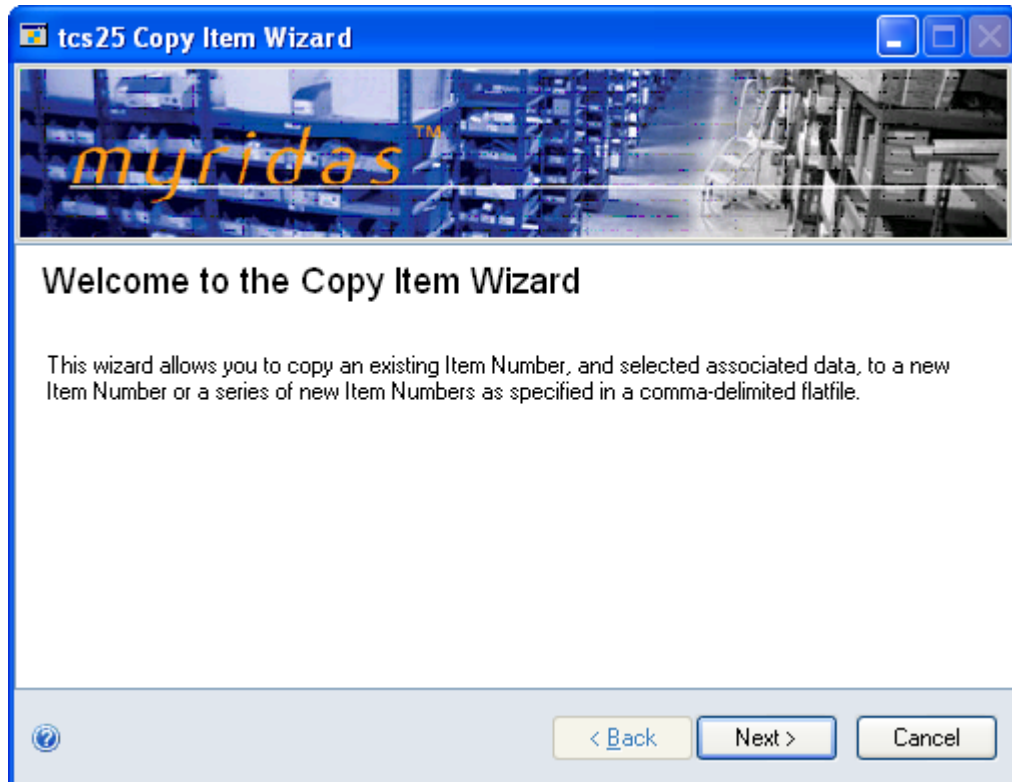 tcs25 Copy Item Wizard
myridas™
Welcome to the Copy Item Wizard
This wizard allows you to copy an existing Item Number, and selected associated data, to a new
Item Number or a series of new Item Numbers as specified in a comma-delimited flatfile.
< Back
Next >
Cancel